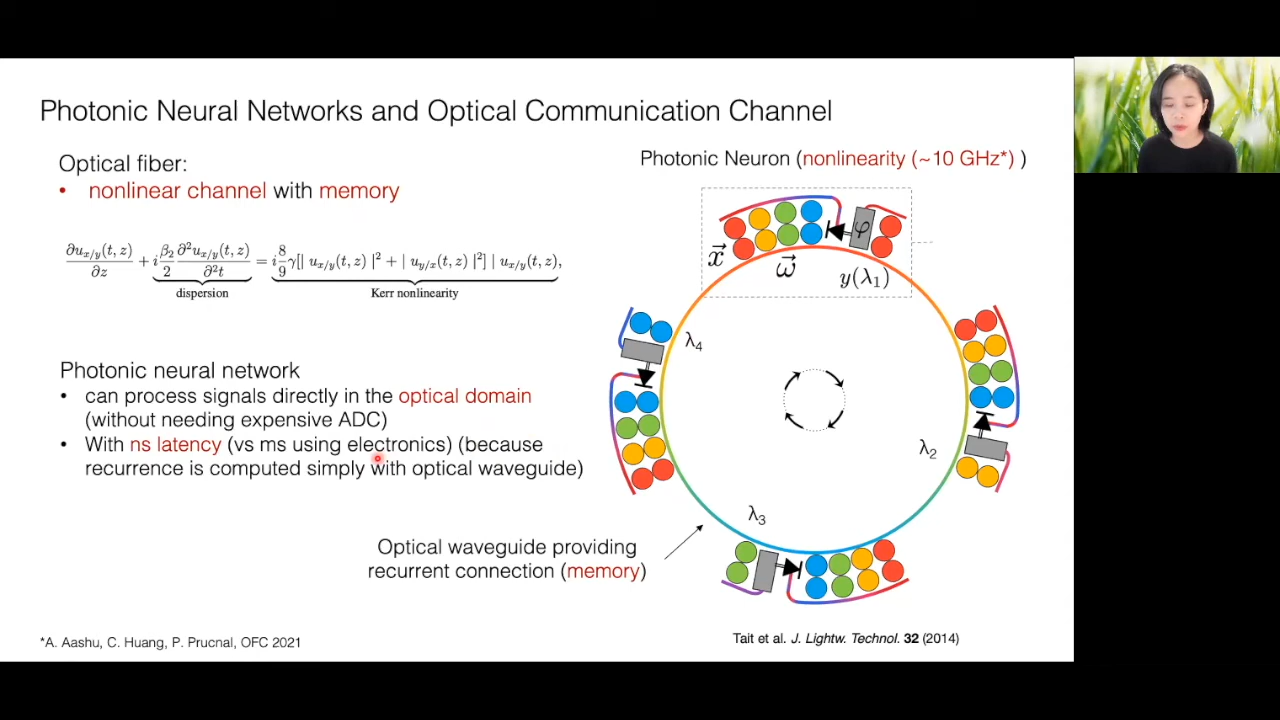 Photonic Neural Networks and Optical Communication Channel
Optical fiber:
• nonlinear channel with memory
∂u_{x/y}(t, z)/∂z + i β₂/2 ∂²u_{x/y}(t, z)/∂²t = i 8/9 γ[| u_{x/y}(t, z) |² + | u_{y/x}(t, z) |²] | u_{x/y}(t, z),
dispersion
Kerr nonlinearity
Photonic neural network
• can process signals directly in the optical domain
(without needing expensive ADC)
• With ns latency (vs ms using electronics) (because
recurrence is computed simply with optical waveguide)
Optical waveguide providing
recurrent connection (memory)
*A. Aashu, C. Huang, P. Prucnal, OFC 2021
Photonic Neuron (nonlinearity (~10 GHz*) )
φ
x⃗
ω⃗
y(λ₁)
λ₄
λ₂
λ₃
Tait et al. J. Lightw. Technol. 32 (2014)